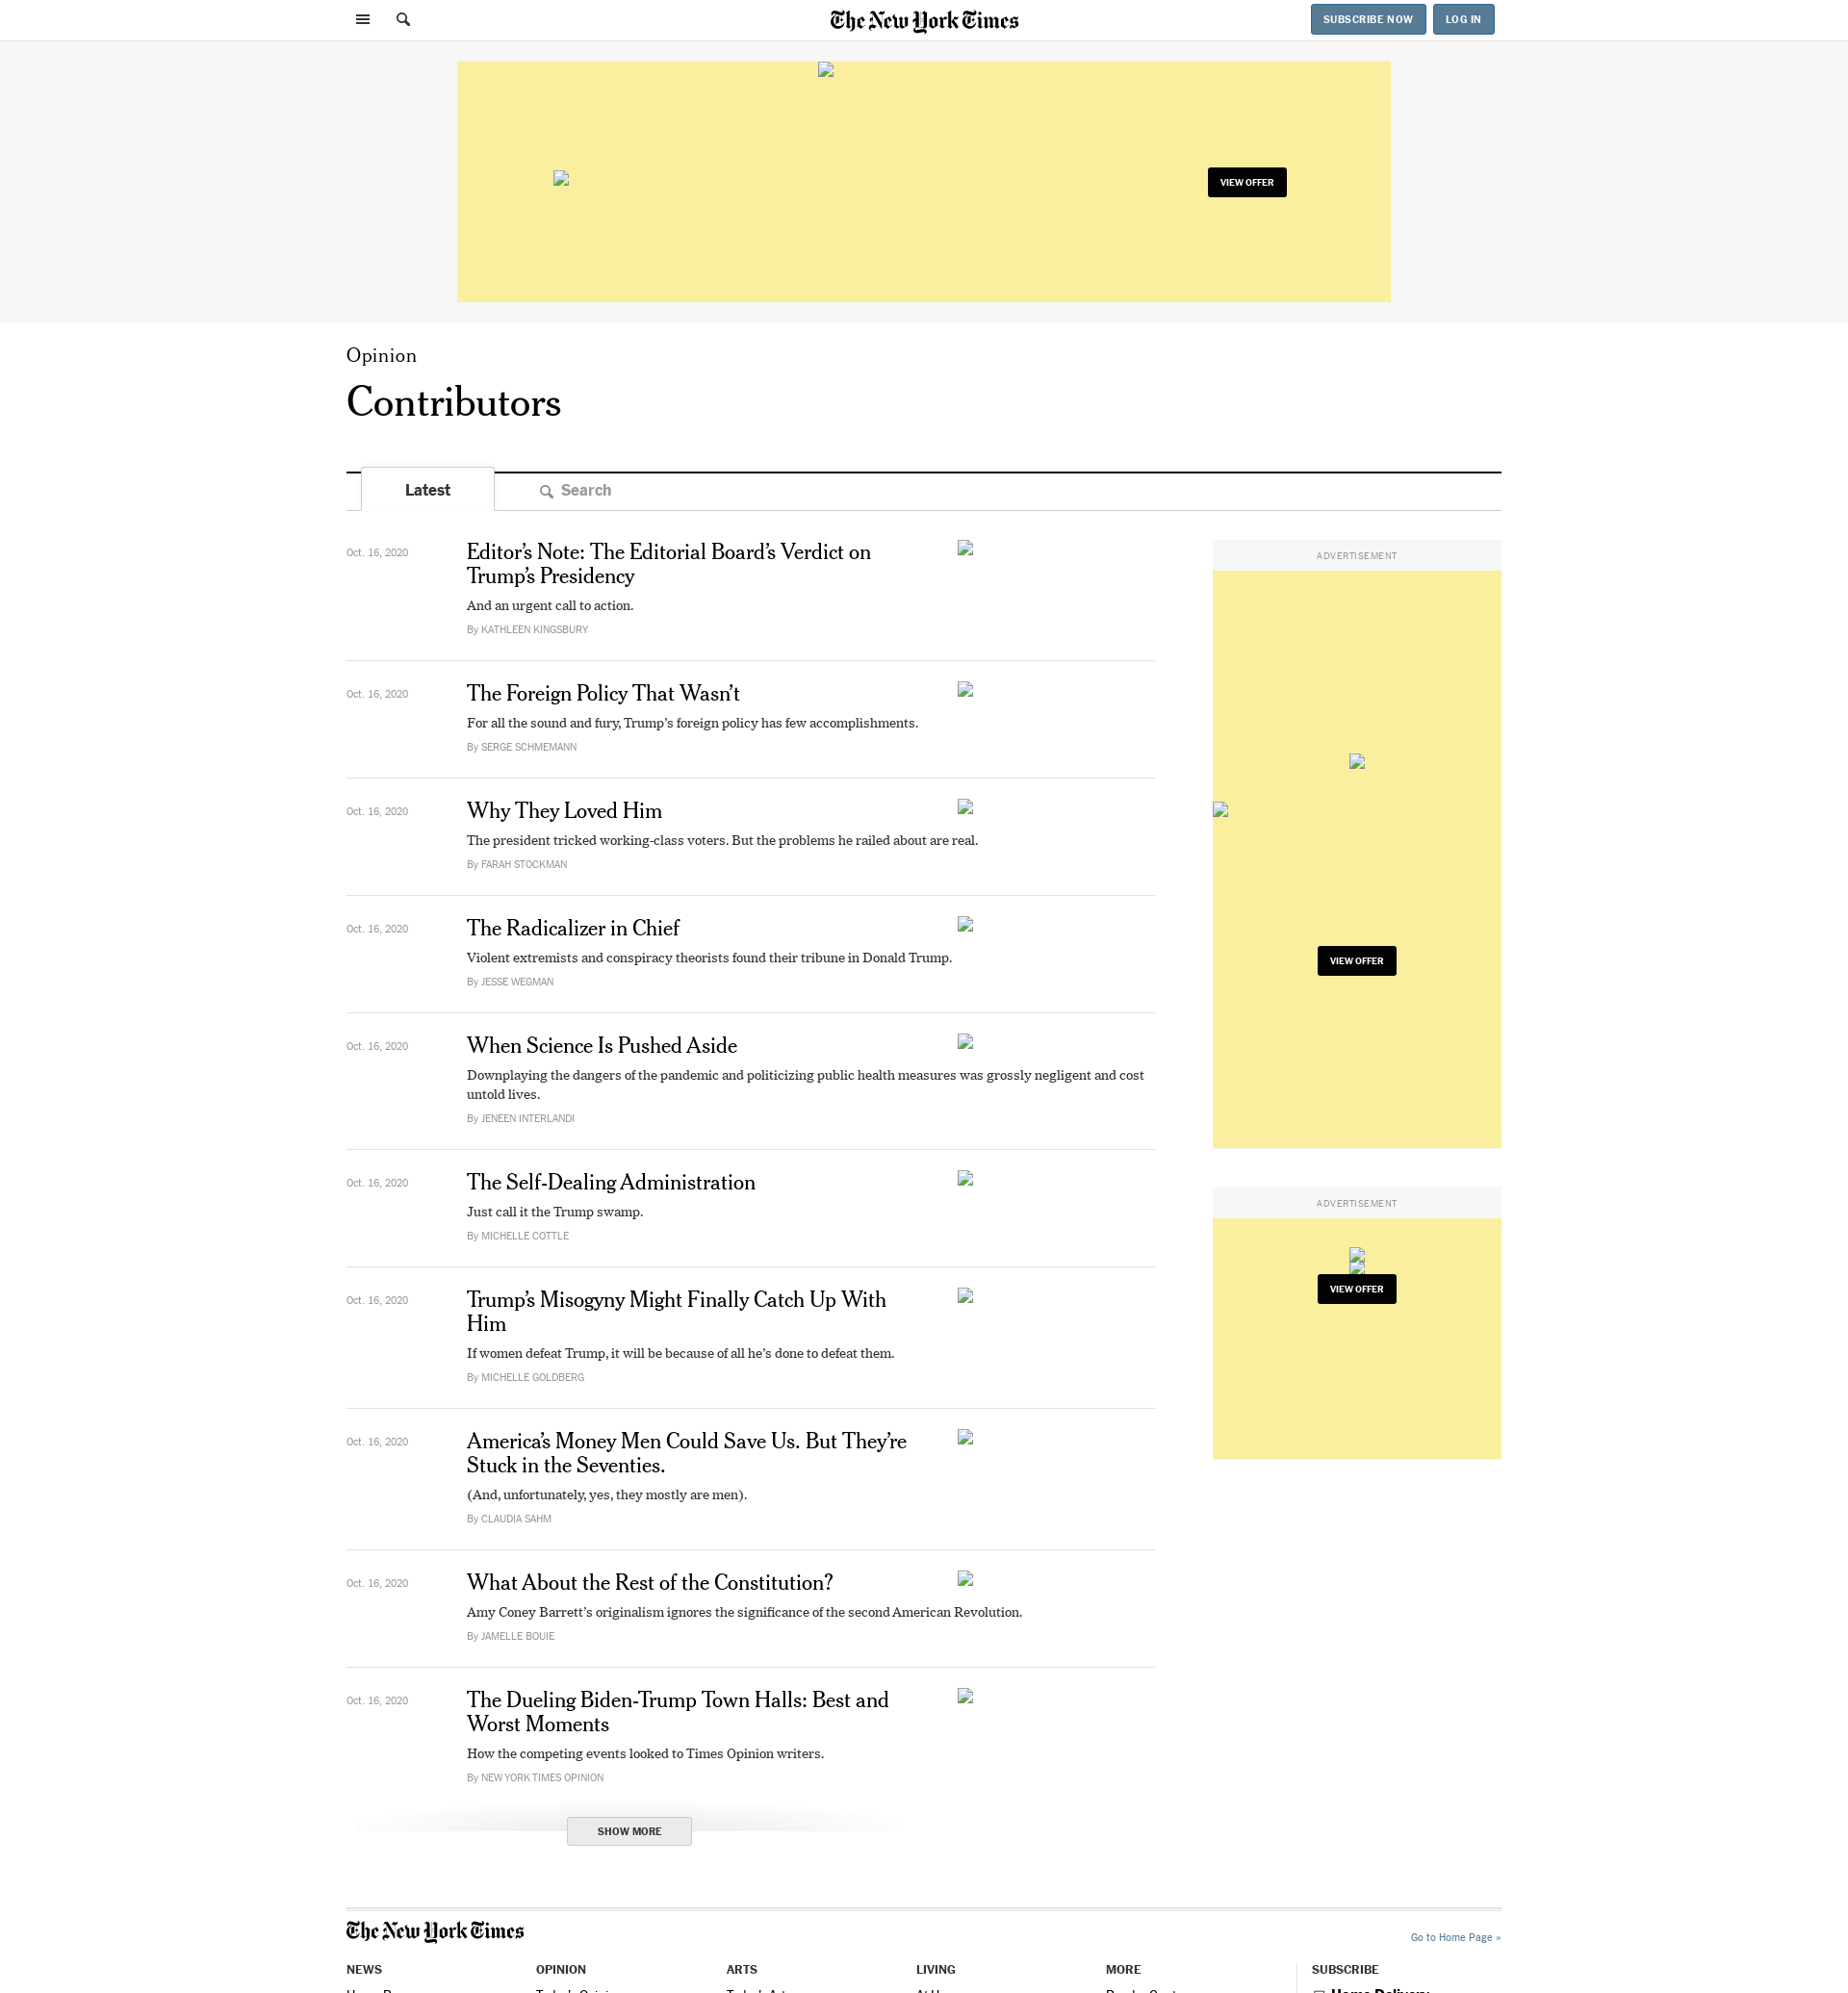 The New York Times
SUBSCRIBE NOW
LOG IN
VIEW OFFER
Opinion
Contributors
Latest
Search
Oct. 16, 2020
Editor’s Note: The Editorial Board’s Verdict on
Trump’s Presidency
And an urgent call to action.
By KATHLEEN KINGSBURY
Oct. 16, 2020
The Foreign Policy That Wasn’t
For all the sound and fury, Trump’s foreign policy has few accomplishments.
By SERGE SCHMEMANN
Oct. 16, 2020
Why They Loved Him
The president tricked working-class voters. But the problems he railed about are real.
By FARAH STOCKMAN
Oct. 16, 2020
The Radicalizer in Chief
Violent extremists and conspiracy theorists found their tribune in Donald Trump.
By JESSE WEGMAN
Oct. 16, 2020
When Science Is Pushed Aside
Downplaying the dangers of the pandemic and politicizing public health measures was grossly negligent and cost
untold lives.
By JENEEN INTERLANDI
Oct. 16, 2020
The Self-Dealing Administration
Just call it the Trump swamp.
By MICHELLE COTTLE
Oct. 16, 2020
Trump’s Misogyny Might Finally Catch Up With
Him
If women defeat Trump, it will be because of all he’s done to defeat them.
By MICHELLE GOLDBERG
Oct. 16, 2020
America’s Money Men Could Save Us. But They’re
Stuck in the Seventies.
(And, unfortunately, yes, they mostly are men).
By CLAUDIA SAHM
Oct. 16, 2020
What About the Rest of the Constitution?
Amy Coney Barrett’s originalism ignores the significance of the second American Revolution.
By JAMELLE BOUIE
Oct. 16, 2020
The Dueling Biden-Trump Town Halls: Best and
Worst Moments
How the competing events looked to Times Opinion writers.
By NEW YORK TIMES OPINION
SHOW MORE
ADVERTISEMENT
VIEW OFFER
ADVERTISEMENT
VIEW OFFER
The New York Times
Go to Home Page »
NEWS
OPINION
ARTS
LIVING
MORE
SUBSCRIBE
Home Delivery